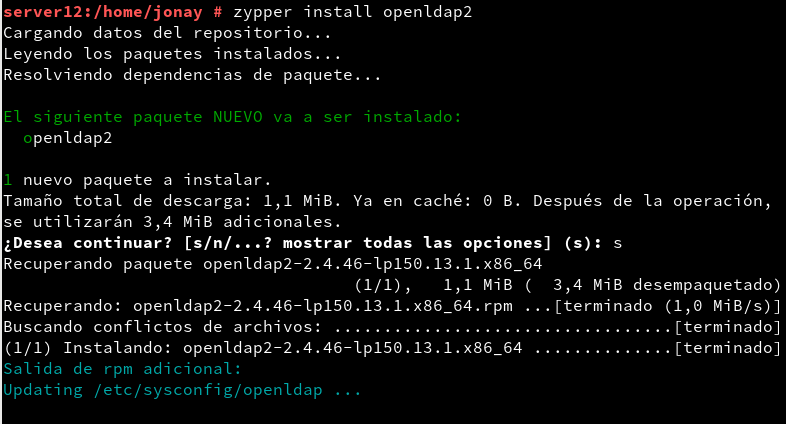 server12:/home/jonay # zypper install openldap2
Cargando datos del repositorio...
Leyendo los paquetes instalados...
Resolviendo dependencias de paquete...
El siguiente paquete NUEVO va a ser instalado:
openldap2
1 nuevo paquete a instalar.
Tamaño total de descarga: 1,1 MiB. Ya en caché: 0 B. Después de la operación,
se utilizarán 3,4 MiB adicionales.
¿Desea continuar? [s/n/...? mostrar todas las opciones] (s): s
Recuperando paquete openldap2-2.4.46-lp150.13.1.x86_64
(1/1),   1,1 MiB (  3,4 MiB desempaquetado)
Recuperando: openldap2-2.4.46-lp150.13.1.x86_64.rpm ...[terminado (1,0 MiB/s)]
Buscando conflictos de archivos: ..................................[terminado]
(1/1) Instalando: openldap2-2.4.46-lp150.13.1.x86_64 ..............[terminado]
Salida de rpm adicional:
Updating /etc/sysconfig/openldap ...